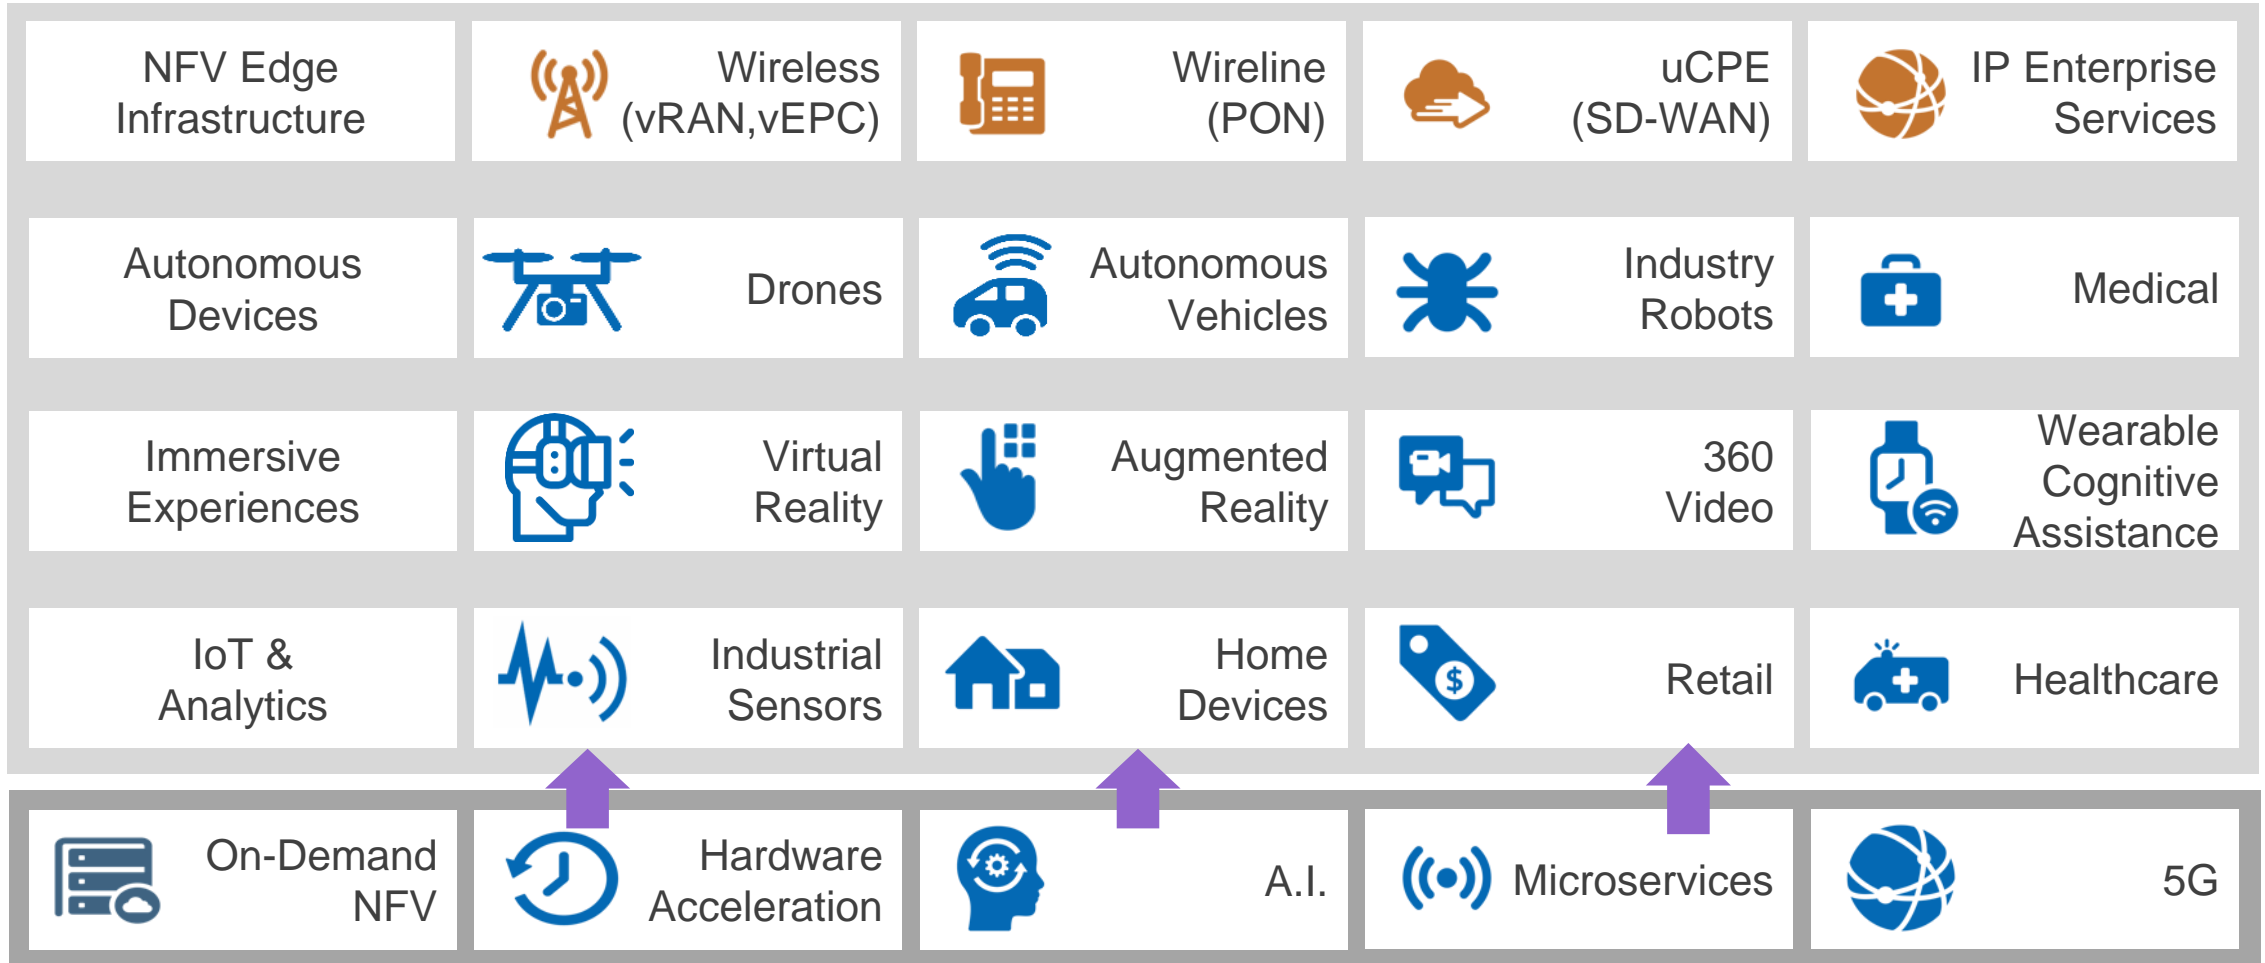 NFV Edge
Infrastructure
Wireless
(vRAN,vEPC)
Wireline
(PON)
uCPE
(SD-WAN)
IP Enterprise
Services
Autonomous
Devices
Drones
Autonomous
Vehicles
Industry
Robots
Medical
Immersive
Experiences
Virtual
Reality
Augmented
Reality
360
Video
Wearable
Cognitive
Assistance
IoT &
Analytics
Industrial
Sensors
Home
Devices
$
Retail
Healthcare
On-Demand
NFV
Hardware
Acceleration
A.I.
Microservices
5G